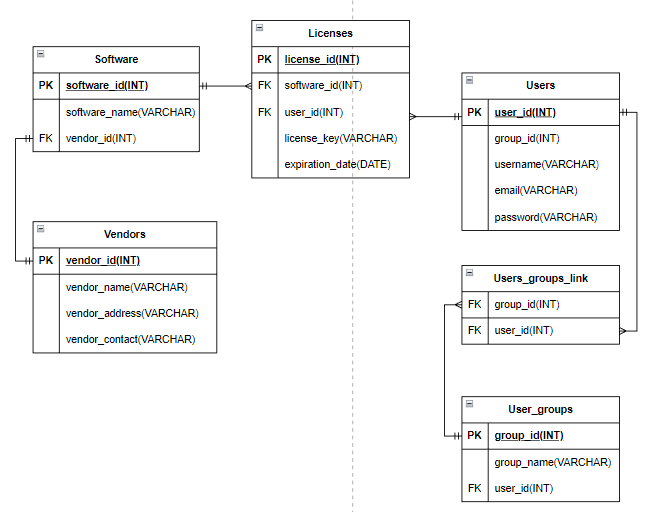 Software
PK software_id(INT)
software_name(VARCHAR)
FK vendor_id(INT)
Vendors
PK vendor_id(INT)
vendor_name(VARCHAR)
vendor_address(VARCHAR)
vendor_contact(VARCHAR)
Licenses
PK license_id(INT)
FK software_id(INT)
FK user_id(INT)
license_key(VARCHAR)
expiration_date(DATE)
Users
PK user_id(INT)
group_id(INT)
username(VARCHAR)
email(VARCHAR)
password(VARCHAR)
Users_groups_link
FK group_id(INT)
FK user_id(INT)
User_groups
PK group_id(INT)
group_name(VARCHAR)
FK user_id(INT)